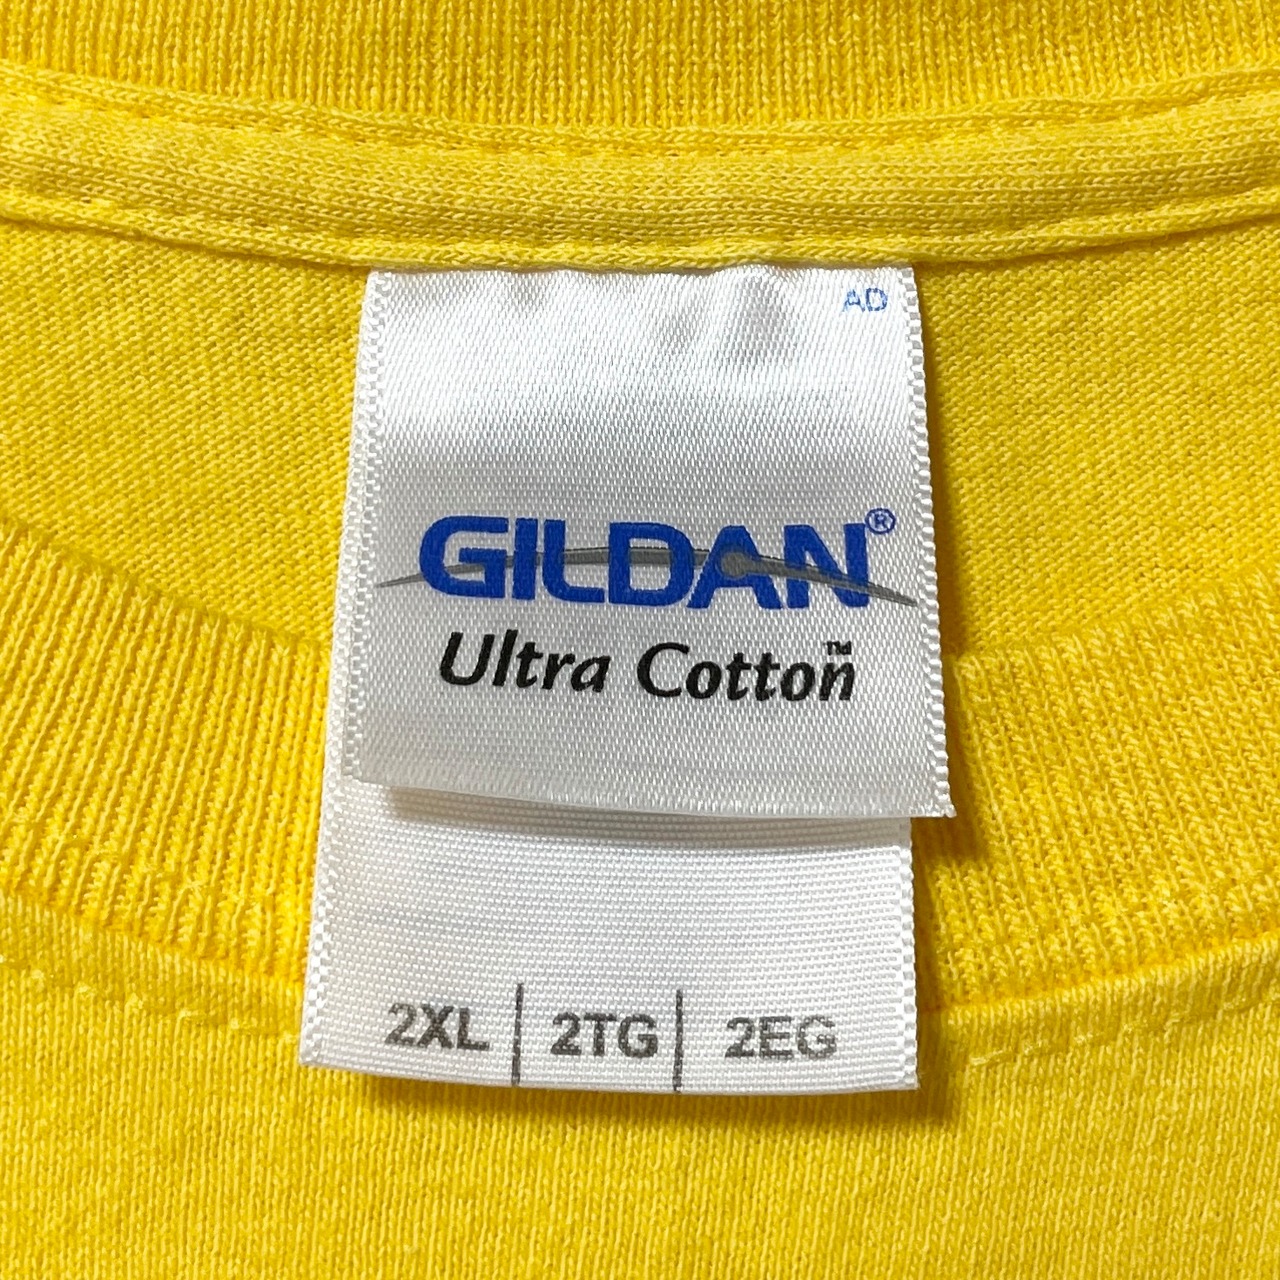 AD
GILDAN®
Ultra Cotton™
2XL | 2TG | 2EG